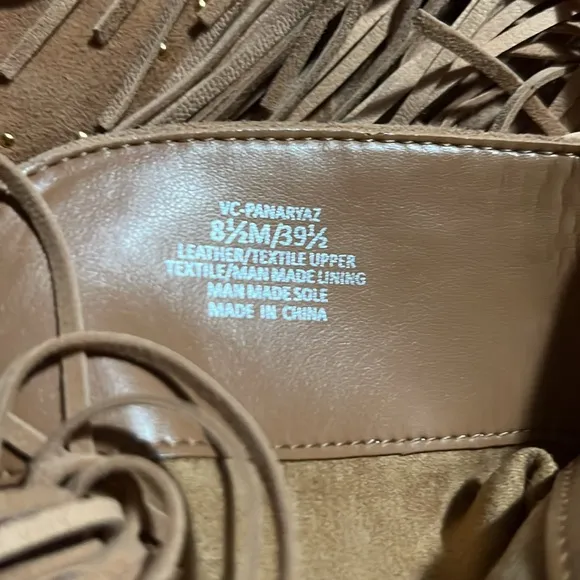 VC-PANARYAZ
8½M/39½
LEATHER/TEXTILE UPPER
TEXTILE/MAN MADE LINING
MAN MADE SOLE
MADE IN CHINA